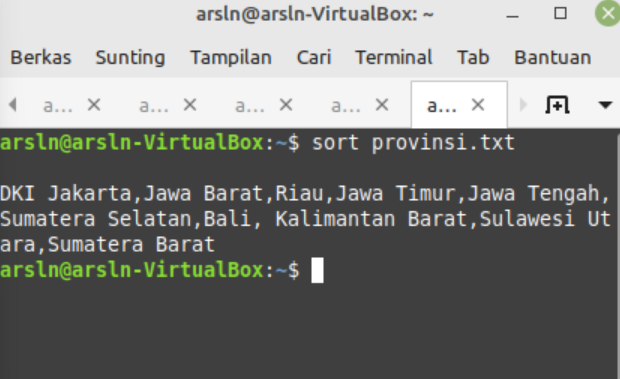 arsln@arsln-VirtualBox: ~
Berkas Sunting Tampilan Cari Terminal Tab Bantuan
a... a... a... a... a...
arsln@arsln-VirtualBox:~$ sort provinsi.txt
DKI Jakarta,Jawa Barat,Riau,Jawa Timur,Jawa Tengah,
Sumatera Selatan,Bali, Kalimantan Barat,Sulawesi Ut
ara,Sumatera Barat
arsln@arsln-VirtualBox:~$